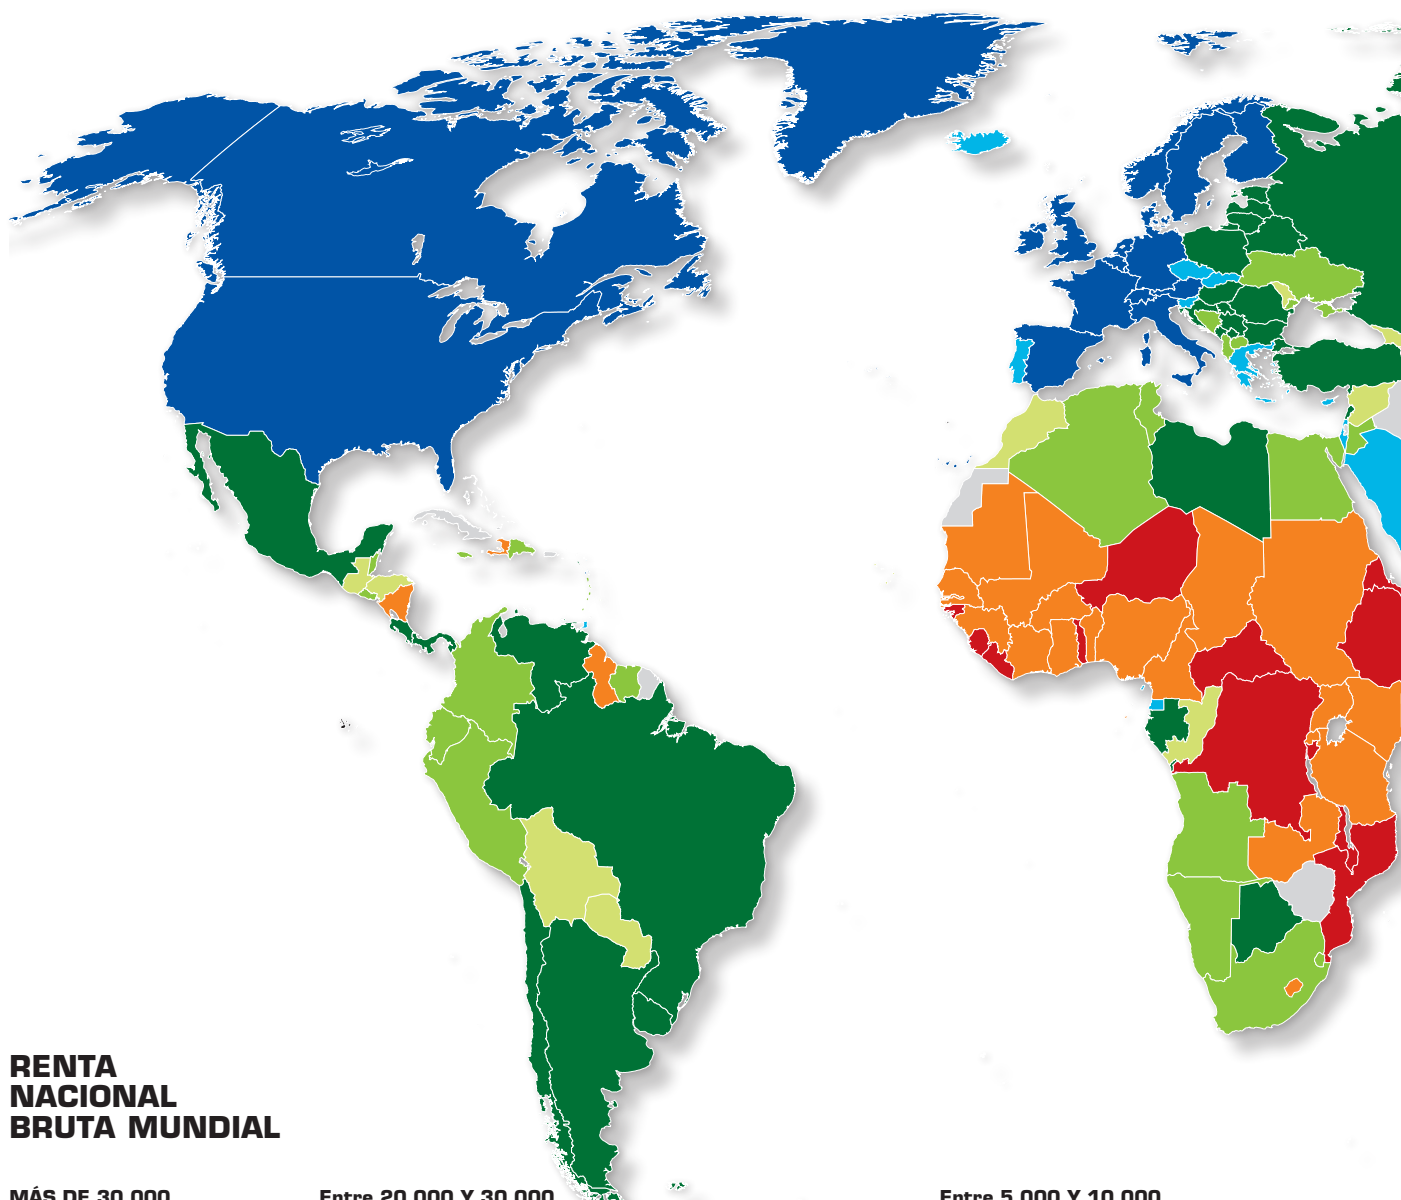 RENTA
NACIONAL
BRUTA MUNDIAL
MÁS DE 30.000
Entre 20.000 Y 30.000
Entre 5.000 Y 10.000